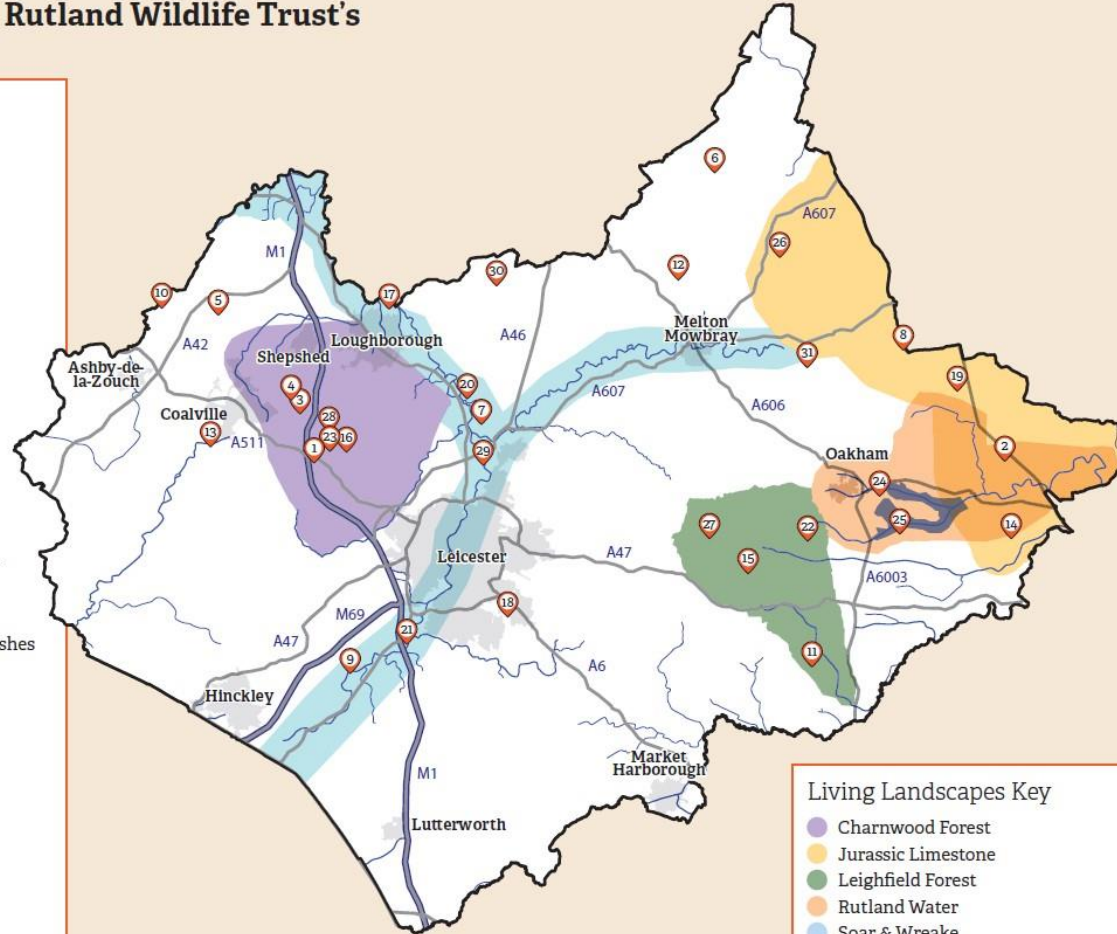 Rutland Wildlife Trust's
6
A607
26
M1
12
30
10
5
17
A46
Melton
Mowbray
8
A42
Loughborough
Shepshed
31
Ashby-de-
la-Zouch
4
3
20
A607
19
Coalville
28
7
A606
13
A511
23
16
1
29
2
Oakham
24
25
14
27
22
Leicester
A47
15
A6003
18
M69
21
A47
9
11
A6
shes
Hinckley
Market
Harborough
M1
Lutterworth
Living Landscapes Key
Charnwood Forest
Jurassic Limestone
Leighfield Forest
Rutland Water
Soar & Wreake